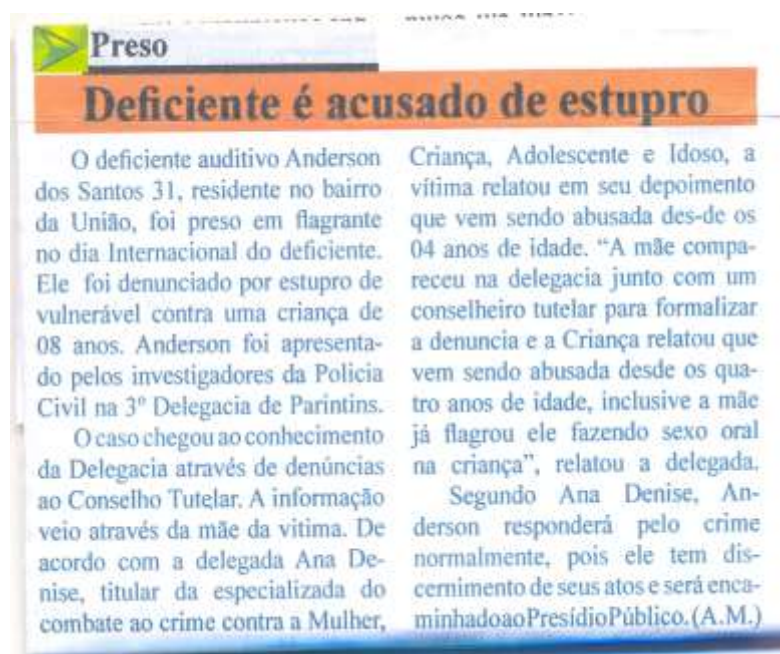 Preso
Deficiente é acusado de estupro
O deficiente auditivo Anderson
dos Santos 31, residente no bairro
da União, foi preso em flagrante
no dia Internacional do deficiente.
Ele foi denunciado por estupro de
vulnerável contra uma criança de
08 anos. Anderson foi apresenta-
do pelos investigadores da Policia
Civil na 3º Delegacia de Parintins.
O caso chegou ao conhecimento
da Delegacia através de denúncias
ao Conselho Tutelar. A informação
veio através da mãe da vitima. De
acordo com a delegada Ana De-
nise, titular da especializada do
combate ao crime contra a Mulher,
Criança, Adolescente e Idoso, a
vítima relatou em seu depoimento
que vem sendo abusada des-de os
04 anos de idade. “A mãe compa-
receu na delegacia junto com um
conselheiro tutelar para formalizar
a denuncia e a Criança relatou que
vem sendo abusada desde os qua-
tro anos de idade, inclusive a mãe
já flagrou ele fazendo sexo oral
na criança”, relatou a delegada.
Segundo Ana Denise, An-
derson responderá pelo crime
normalmente, pois ele tem dis-
cernimento de seus atos e será enca-
minhado ao Presídio Público. (A.M.)